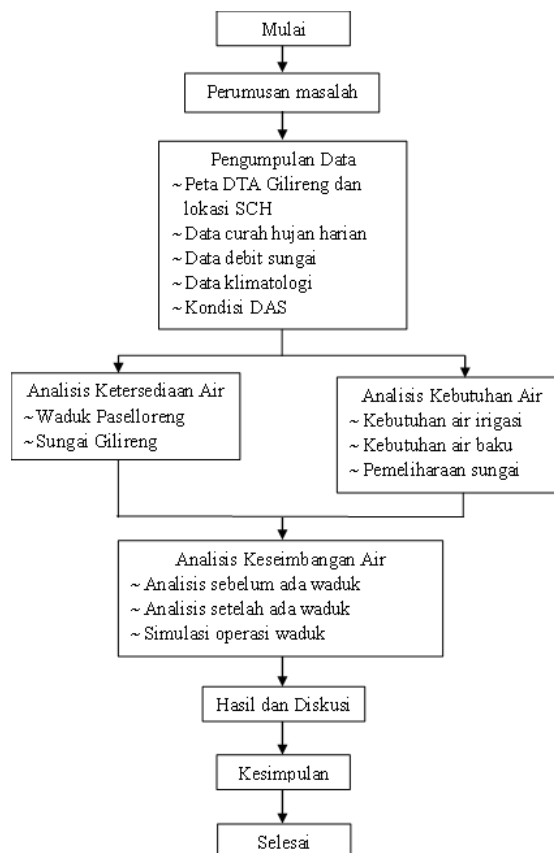 Mulai
Perumusan masalah
Pengumpulan Data
~ Peta DTA Gilireng dan
lokasi SCH
~ Data curah hujan harian
~ Data debit sungai
~ Data klimatologi
~ Kondisi DAS
Analisis Ketersediaan Air
~ Waduk Paselloreng
~ Sungai Gilireng
Analisis Kebutuhan Air
~ Kebutuhan air irigasi
~ Kebutuhan air baku
~ Pemeliharaan sungai
Analisis Keseimbangan Air
~ Analisis sebelum ada waduk
~ Analisis setelah ada waduk
~ Simulasi operasi waduk
Hasil dan Diskusi
Kesimpulan
Selesai